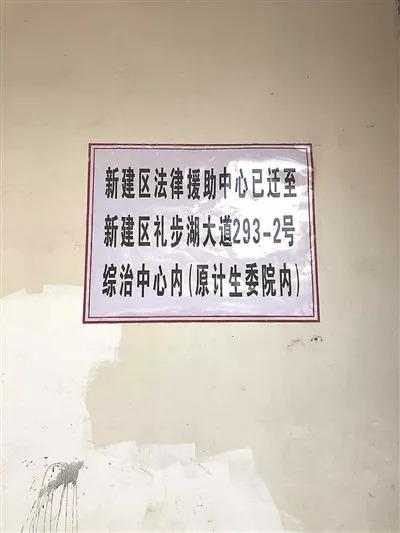 新建区法律援助中心已迁至
新建区礼步湖大道293-2号
综治中心内(原计生委院内)